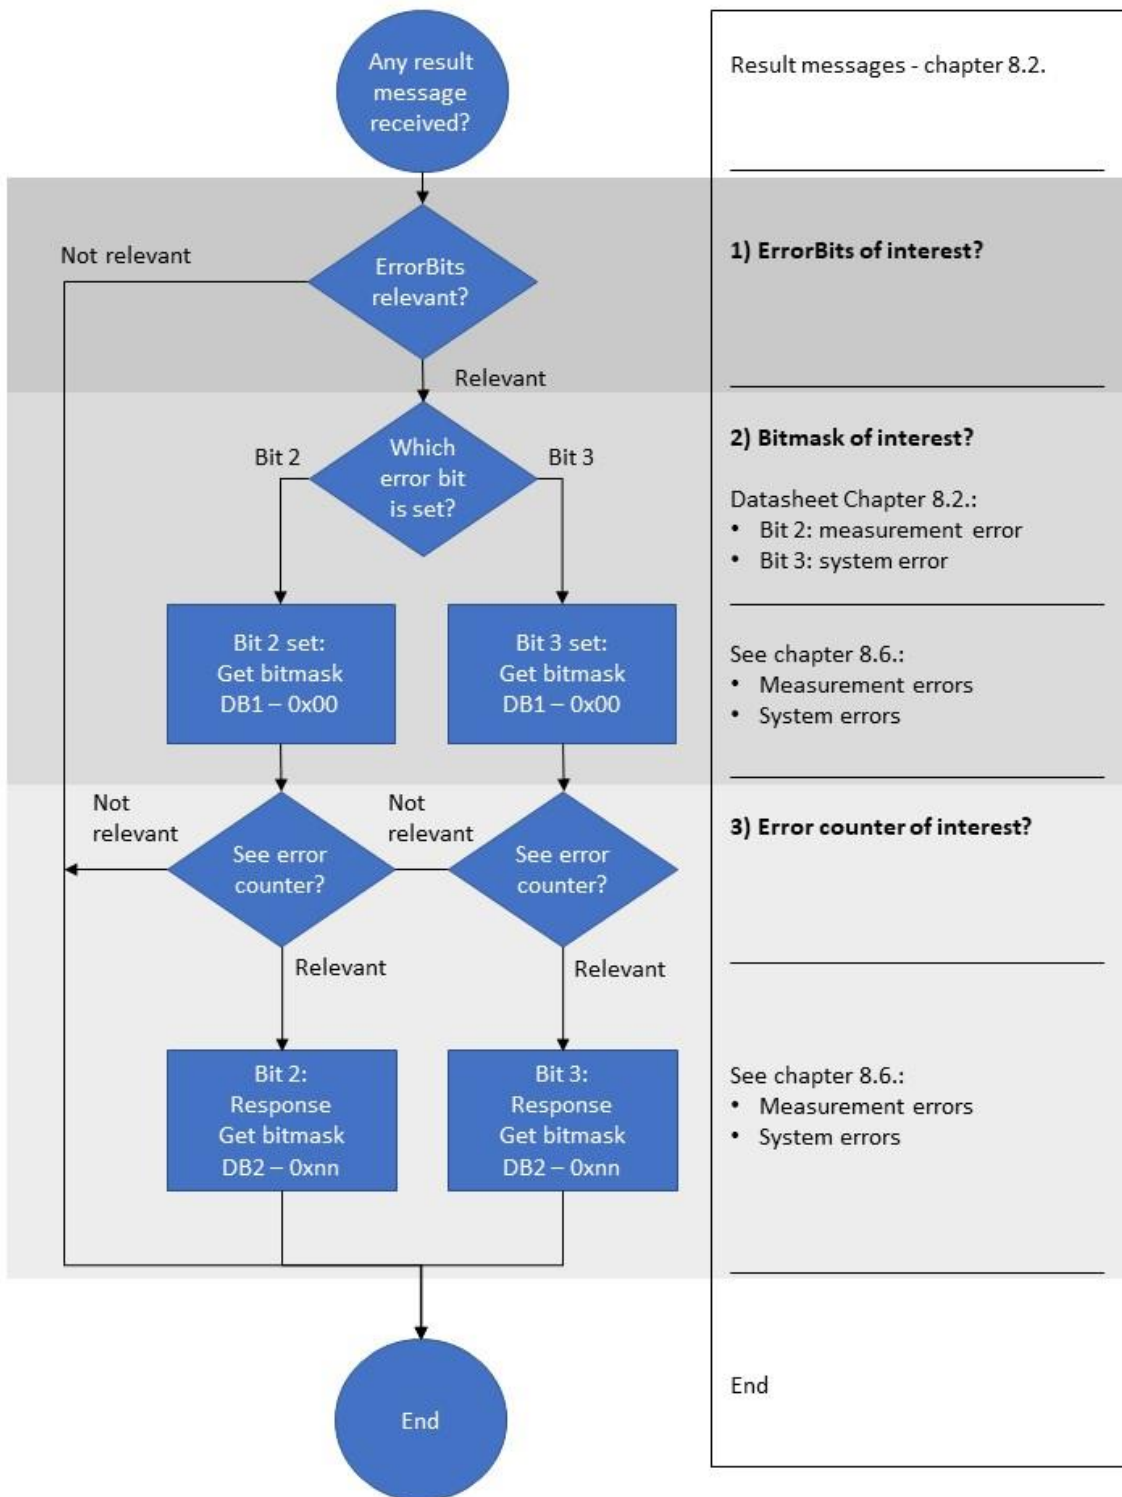 Any result
message
received?
Result messages - chapter 8.2.
Not relevant
ErrorBits
relevant?
1) ErrorBits of interest?
Relevant
Bit 2
Which
error bit
is set?
Bit 3
2) Bitmask of interest?
Datasheet Chapter 8.2.:
• Bit 2: measurement error
• Bit 3: system error
Bit 2 set:
Get bitmask
DB1 – 0x00
Bit 3 set:
Get bitmask
DB1 – 0x00
See chapter 8.6.:
• Measurement errors
• System errors
Not
relevant
See error
counter?
Not
relevant
See error
counter?
3) Error counter of interest?
Relevant
Relevant
Bit 2:
Response
Get bitmask
DB2 – 0xnn
Bit 3:
Response
Get bitmask
DB2 – 0xnn
See chapter 8.6.:
• Measurement errors
• System errors
End
End